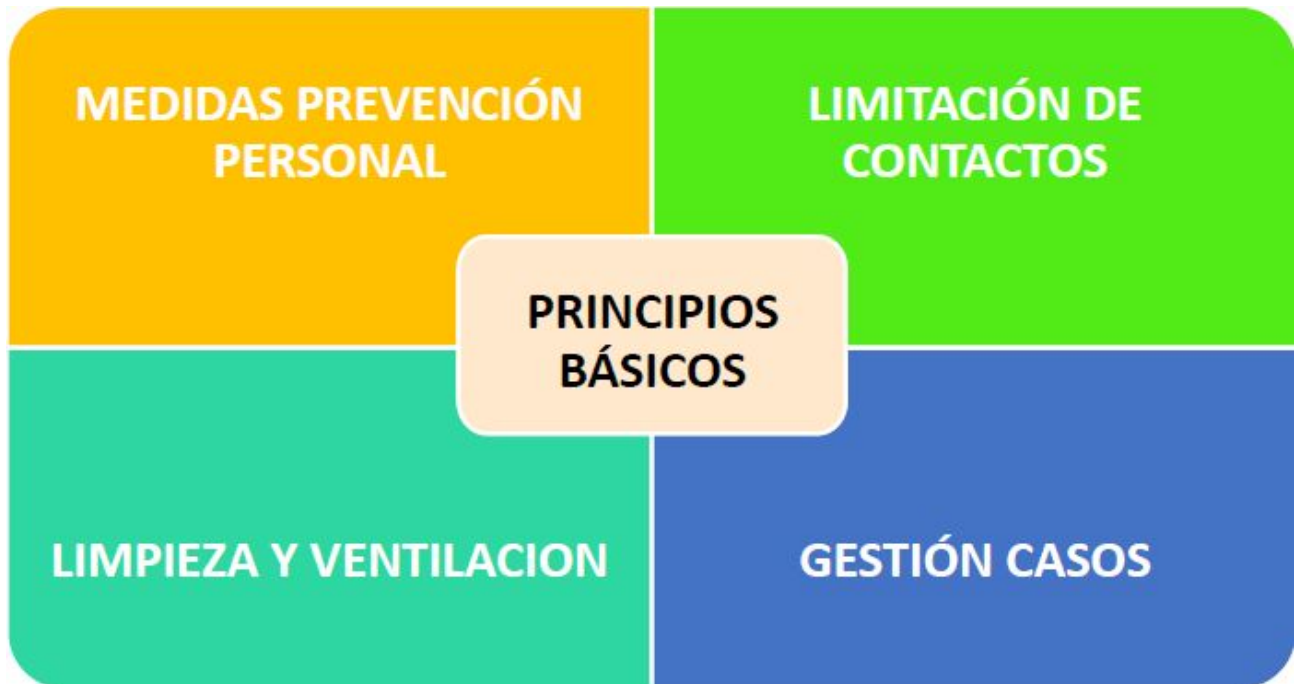 MEDIDAS PREVENCIÓN
PERSONAL
LIMITACIÓN DE
CONTACTOS
PRINCIPIOS
BÁSICOS
LIMPIEZA Y VENTILACION
GESTIÓN CASOS